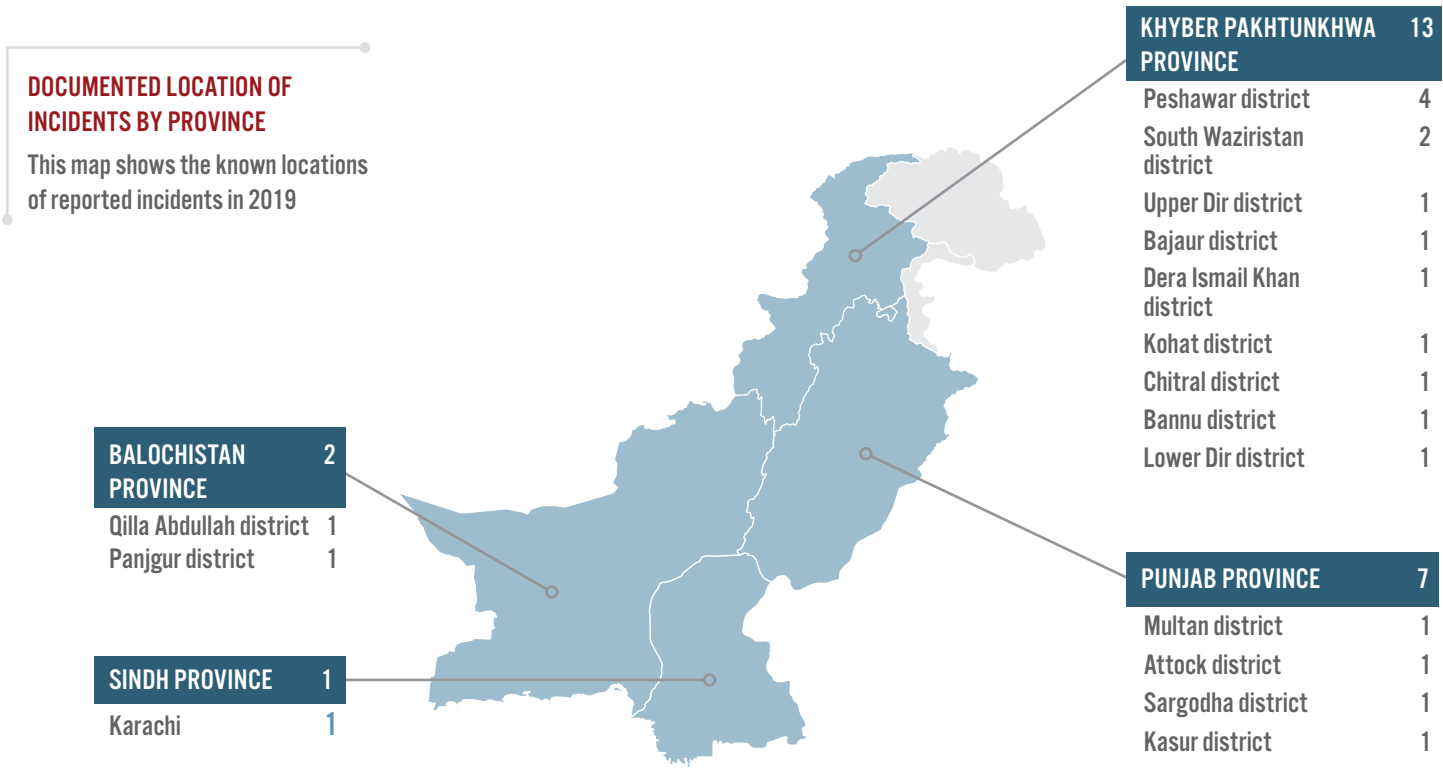 DOCUMENTED LOCATION OF
INCIDENTS BY PROVINCE
This map shows the known locations
of reported incidents in 2019
KHYBER PAKHTUNKHWA 13
PROVINCE
Peshawar district 4
South Waziristan 2
district
Upper Dir district 1
Bajaur district 1
Dera Ismail Khan 1
district
Kohat district 1
Chitral district 1
Bannu district 1
Lower Dir district 1
BALOCHISTAN 2
PROVINCE
Qilla Abdullah district 1
Panjgur district 1
SINDH PROVINCE 1
Karachi 1
PUNJAB PROVINCE 7
Multan district 1
Attock district 1
Sargodha district 1
Kasur district 1